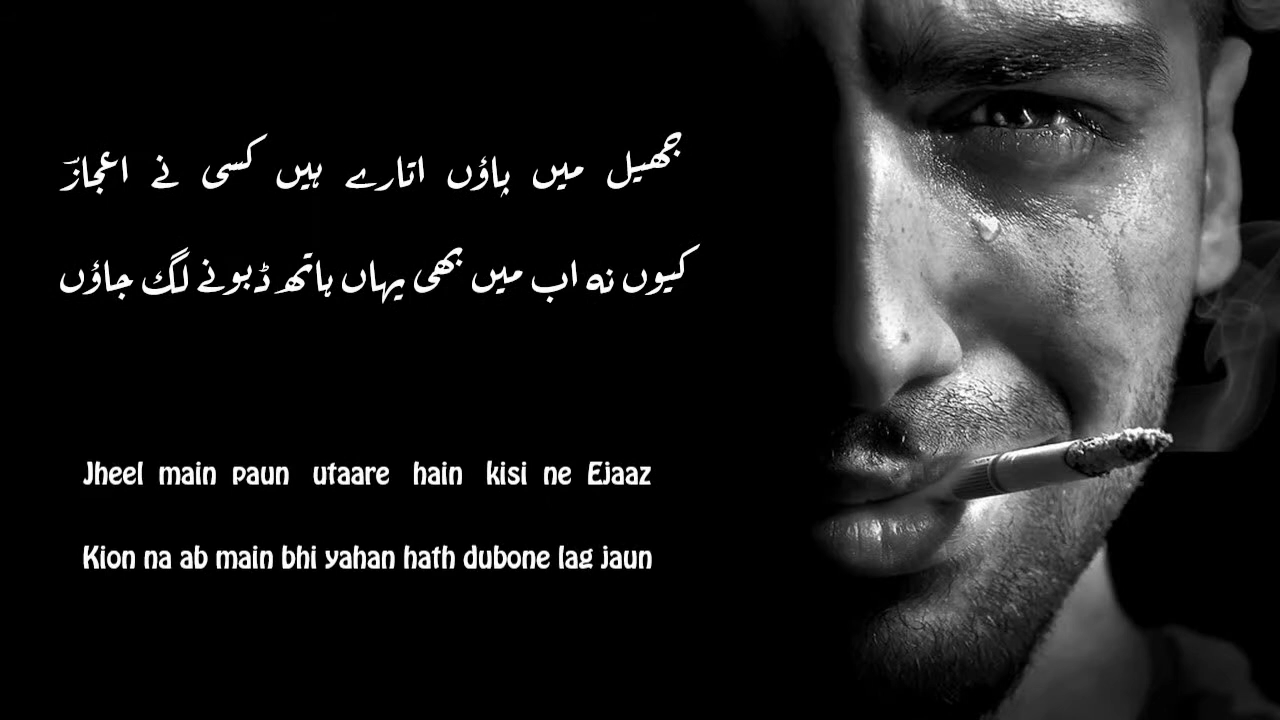 جھیل میں پاؤں اتارے ہیں کسی نے اعجازؔ
کیوں نہ اب میں بھی یہاں ہاتھ ڈبونے لگ جاؤں
Jheel main paun utaare hain kisi ne Ejaaz
Kion na ab main bhi yahan hath dubone lag jaun